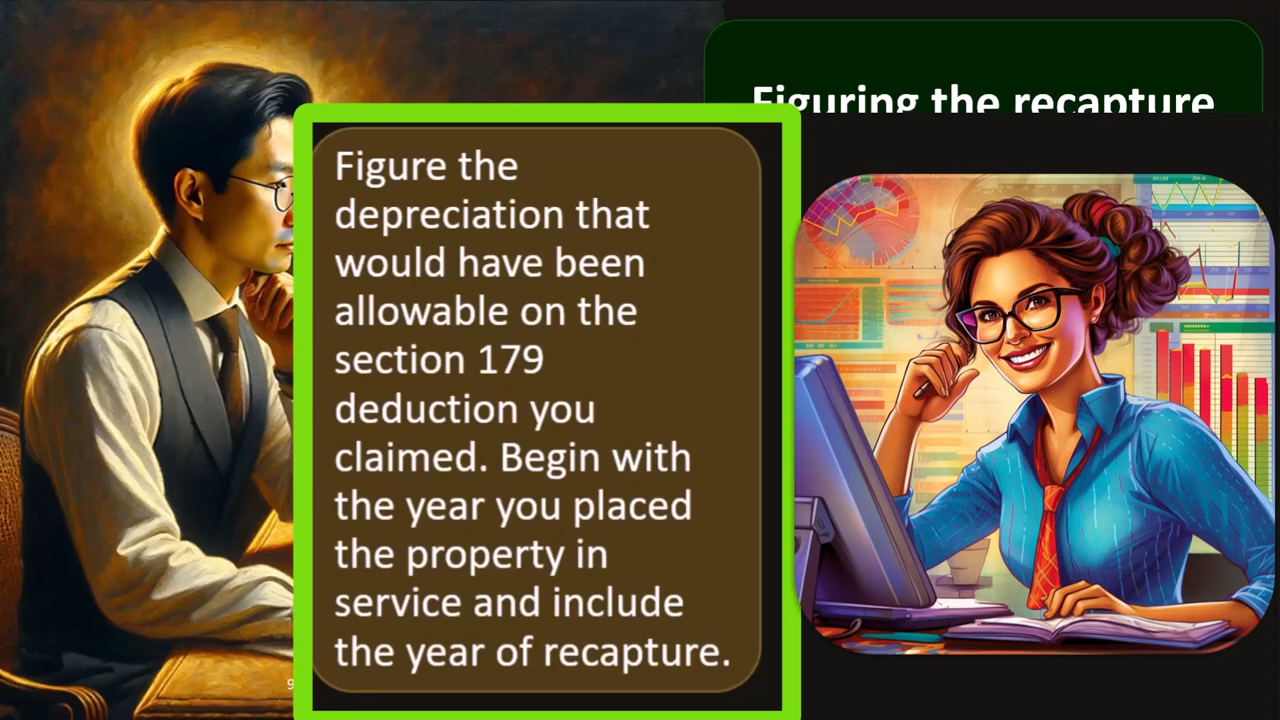 Figuring the recapture
Figure the
depreciation that
would have been
allowable on the
section 179
deduction you
claimed. Begin with
the year you placed
the property in
service and include
the year of recapture.
9